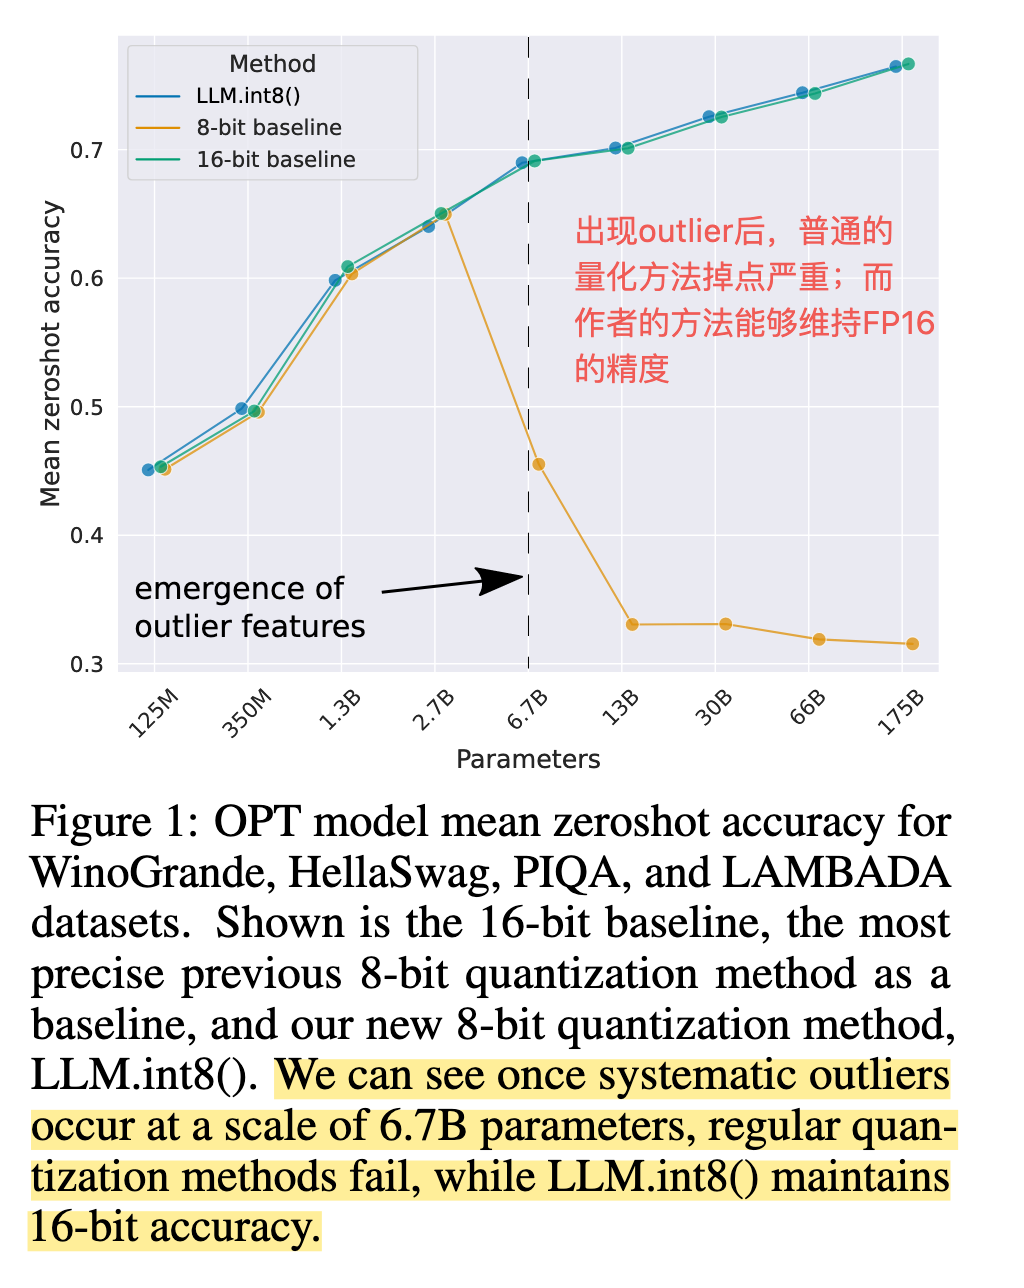 Method
LLM.int8()
8-bit baseline
16-bit baseline
Mean zeroshot accuracy
0.7
0.6
0.5
0.4
0.3
出现outlier后，普通的
量化方法掉点严重；而
作者的方法能够维持FP16
的精度
emergence of
outlier features
125M
350M
1.3B
2.7B
6.7B
13B
30B
66B
175B
Parameters
Figure 1: OPT model mean zeroshot accuracy for
WinoGrande, HellaSwag, PIQA, and LAMBADA
datasets. Shown is the 16-bit baseline, the most
precise previous 8-bit quantization method as a
baseline, and our new 8-bit quantization method,
LLM.int8(). We can see once systematic outliers
occur at a scale of 6.7B parameters, regular quan-
tization methods fail, while LLM.int8() maintains
16-bit accuracy.